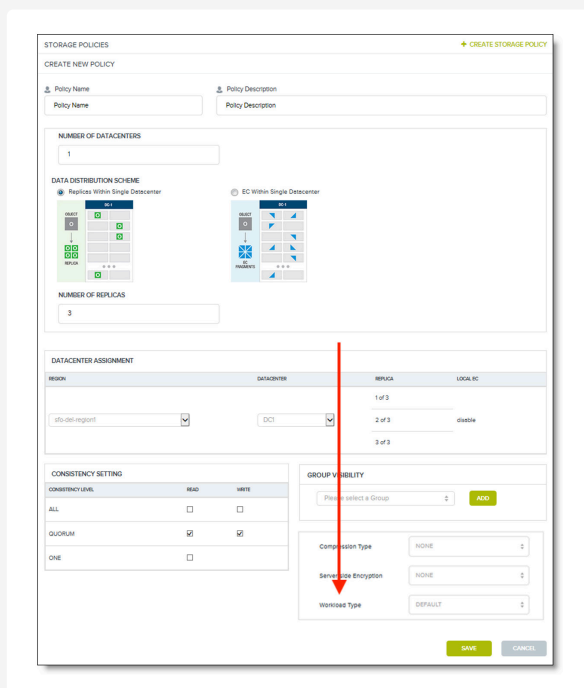 STORAGE POLICIES
+ CREATE STORAGE POLICY
CREATE NEW POLICY
Policy Name
Policy Description
Policy Name
Policy Description
NUMBER OF DATACENTERS
1
DATA DISTRIBUTION SCHEME
Replicas Within Single Datacenter
EC Within Single Datacenter
DC-1
OBJECT
O
REPLICA
DC-1
OBJECT
O
EC
FRAGMENTS
NUMBER OF REPLICAS
3
DATACENTER ASSIGNMENT
REGION
DATACENTER
REPLICA
LOCAL EC
1 of 3
sfo-del-region1
DC1
2 of 3
disable
3 of 3
CONSISTENCY SETTING
CONSISTENCY LEVEL
READ
WRITE
ALL
QUORUM
ONE
GROUP VISIBILITY
Please select a Group
ADD
Compression Type
NONE
Server-side Encryption
NONE
Workload Type
DEFAULT
SAVE
CANCEL